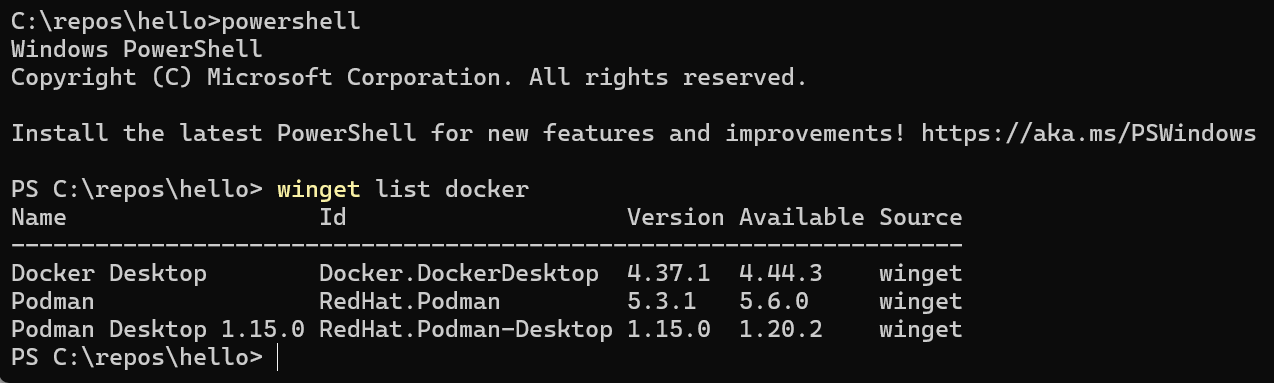 C:\repos\hello>powershell
Windows PowerShell
Copyright (C) Microsoft Corporation. All rights reserved.

Install the latest PowerShell for new features and improvements! https://aka.ms/PSWindows

PS C:\repos\hello> winget list docker
Name                  Id                    Version Available Source
--------------------------------------------------------------------
Docker Desktop        Docker.DockerDesktop  4.37.1  4.44.3    winget
Podman                RedHat.Podman         5.3.1   5.6.0     winget
Podman Desktop 1.15.0 RedHat.Podman-Desktop 1.15.0  1.20.2    winget
PS C:\repos\hello>